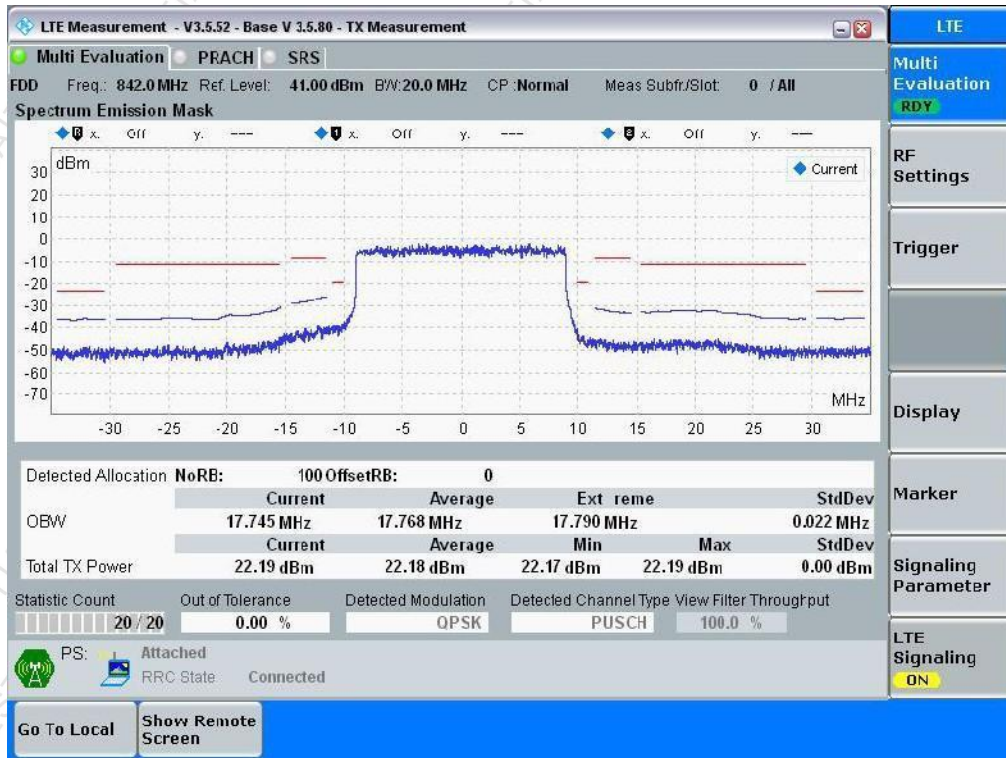 LTE Measurement - V3.5.52 - Base V 3.5.80 - TX Measurement
Multi Evaluation PRACH SRS
FDD Freq.: 842.0 MHz Ref. Level: 41.00 dBm BW: 20.0 MHz CP :Normal Meas Subfr./Slot: 0 / All
Spectrum Emission Mask
R x. Off y. --- 1 x. Off y. --- 2 x. Off y. ---
dBm
Current
30
20
10
0
-10
-20
-30
-40
-50
-60
-70
MHz
-30 -25 -20 -15 -10 -5 0 5 10 15 20 25 30
Detected Allocation NoRB: 100 OffsetRB: 0
Current Average Ext reme StdDev
OBW 17.745 MHz 17.768 MHz 17.790 MHz 0.022 MHz
Current Average Min Max StdDev
Total TX Power 22.19 dBm 22.18 dBm 22.17 dBm 22.19 dBm 0.00 dBm
Statistic Count Out of Tolerance Detected Modulation Detected Channel Type View Filter Throughput
20 / 20 0.00 % QPSK PUSCH 100.0 %
PS: Attached
RRC State Connected
Go To Local
Show Remote
Screen
LTE
Multi
Evaluation
RDY
RF
Settings
Trigger
Display
Marker
Signaling
Parameter
LTE
Signaling
ON